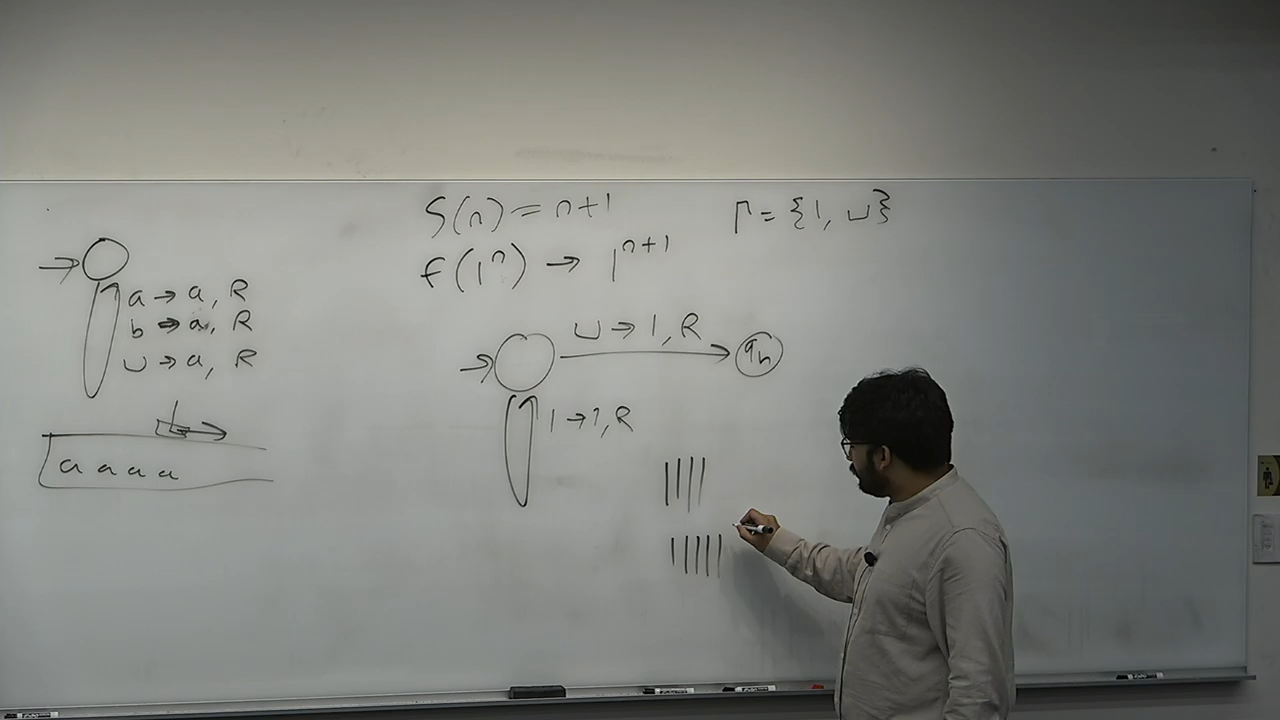 a → a, R
b → a, R
⊔ → a, R
a a a a
S(n) = n+1
f(1ⁿ) → 1ⁿ⁺¹
Γ = {1, ⊔}
⊔ → 1, R
qₕ
1 → 1, R
||||
|||||